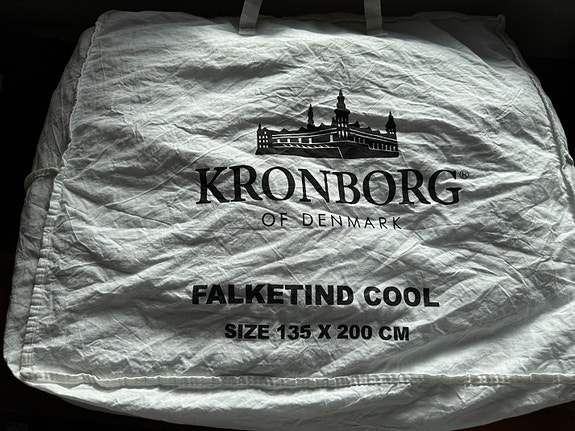 KRONBORG®
OF DENMARK
FALKETIND COOL
SIZE 135 X 200 CM